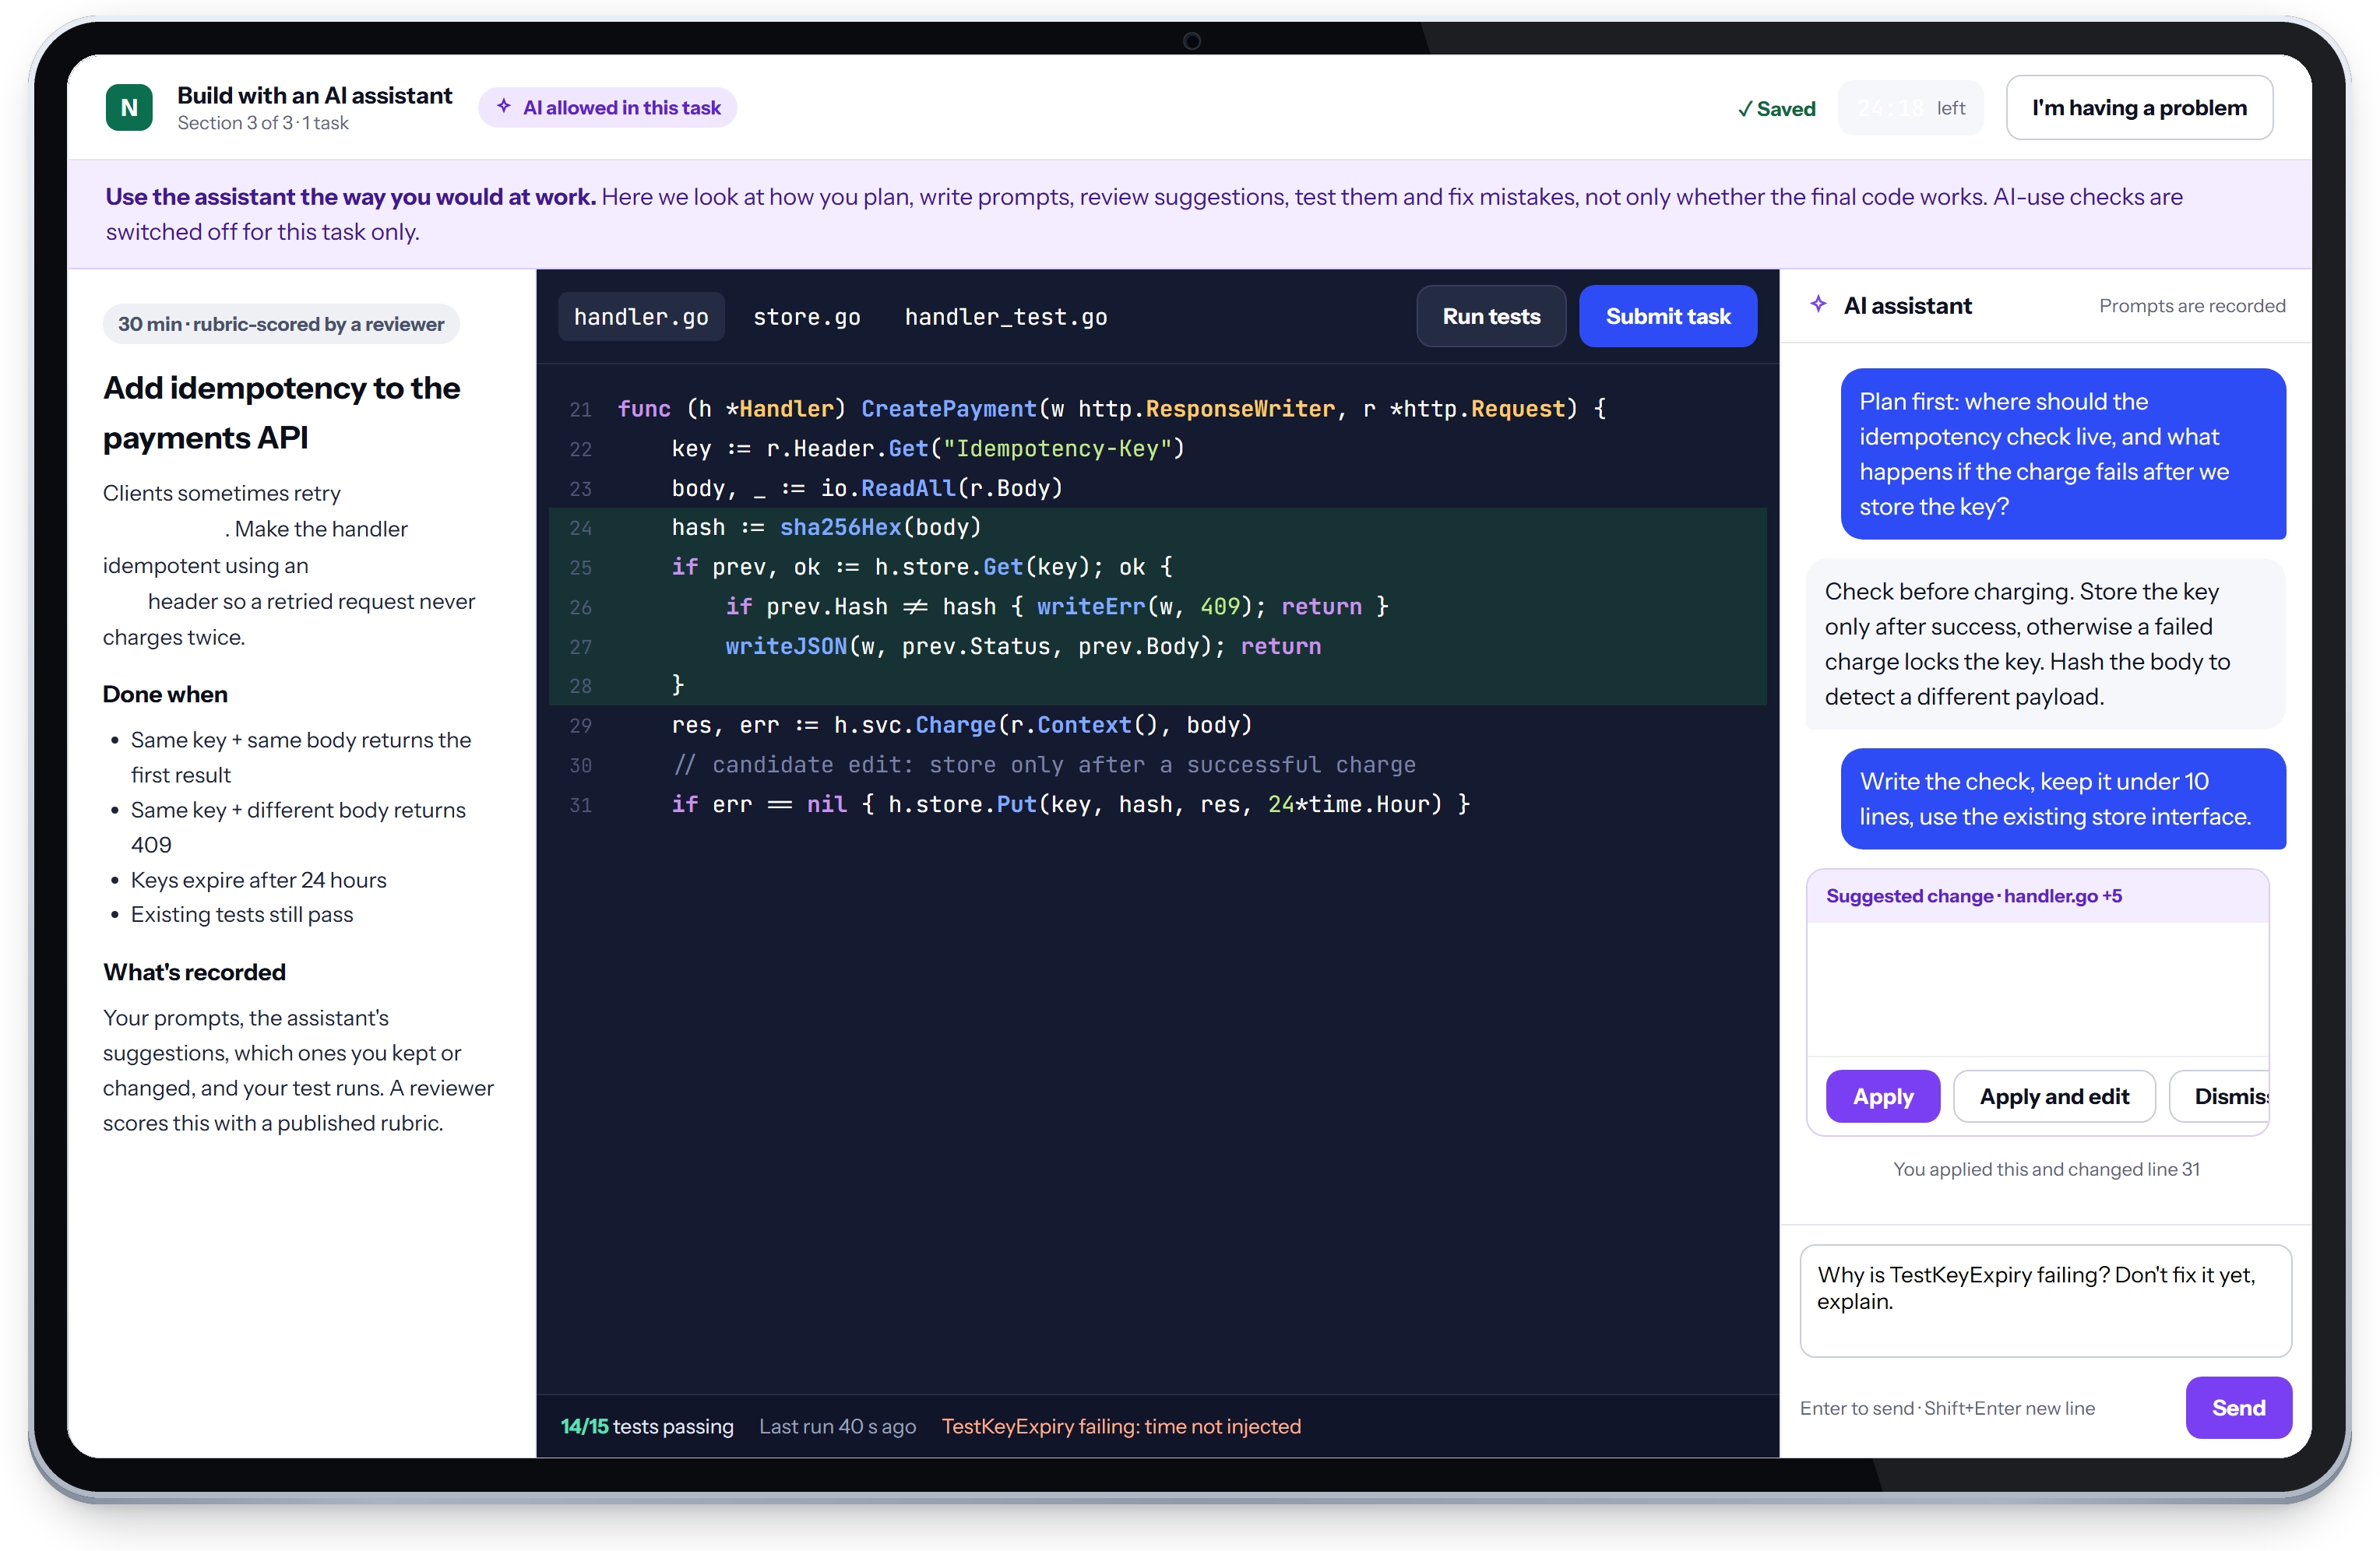 N
Build with an AI assistant
Section 3 of 3 · 1 task
AI allowed in this task
✓ Saved
24:18 left
I'm having a problem
Use the assistant the way you would at work. Here we look at how you plan, write prompts, review suggestions, test them and fix mistakes, not only whether the final code works. AI-use checks are
switched off for this task only.
30 min · rubric-scored by a reviewer
Add idempotency to the
payments API
Clients sometimes retry
. Make the handler
idempotent using an
header so a retried request never
charges twice.
Done when
• Same key + same body returns the
first result
• Same key + different body returns
409
• Keys expire after 24 hours
• Existing tests still pass
What's recorded
Your prompts, the assistant's
suggestions, which ones you kept or
changed, and your test runs. A reviewer
scores this with a published rubric.
handler.go
store.go
handler_test.go
Run tests
Submit task
21 func (h *Handler) CreatePayment(w http.ResponseWriter, r *http.Request) {
22 key := r.Header.Get("Idempotency-Key")
23 body, _ := io.ReadAll(r.Body)
24 hash := sha256Hex(body)
25 if prev, ok := h.store.Get(key); ok {
26 if prev.Hash != hash { writeErr(w, 409); return }
27 writeJSON(w, prev.Status, prev.Body); return
28 }
29 res, err := h.svc.Charge(r.Context(), body)
30 // candidate edit: store only after a successful charge
31 if err == nil { h.store.Put(key, hash, res, 24*time.Hour) }
14/15 tests passing
Last run 40 s ago
TestKeyExpiry failing: time not injected
AI assistant
Prompts are recorded
Plan first: where should the
idempotency check live, and what
happens if the charge fails after we
store the key?
Check before charging. Store the key
only after success, otherwise a failed
charge locks the key. Hash the body to
detect a different payload.
Write the check, keep it under 10
lines, use the existing store interface.
Suggested change · handler.go +5
Apply
Apply and edit
Dismiss
You applied this and changed line 31
Why is TestKeyExpiry failing? Don't fix it yet,
explain.
Enter to send · Shift+Enter new line
Send